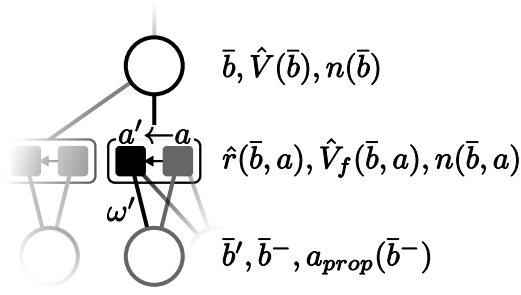 b̄, V̂(b̄), n(b̄)
a′←a
r̂(b̄, a), V̂_f(b̄, a), n(b̄, a)
ω′
b̄′, b̄⁻, a_prop(b̄⁻)